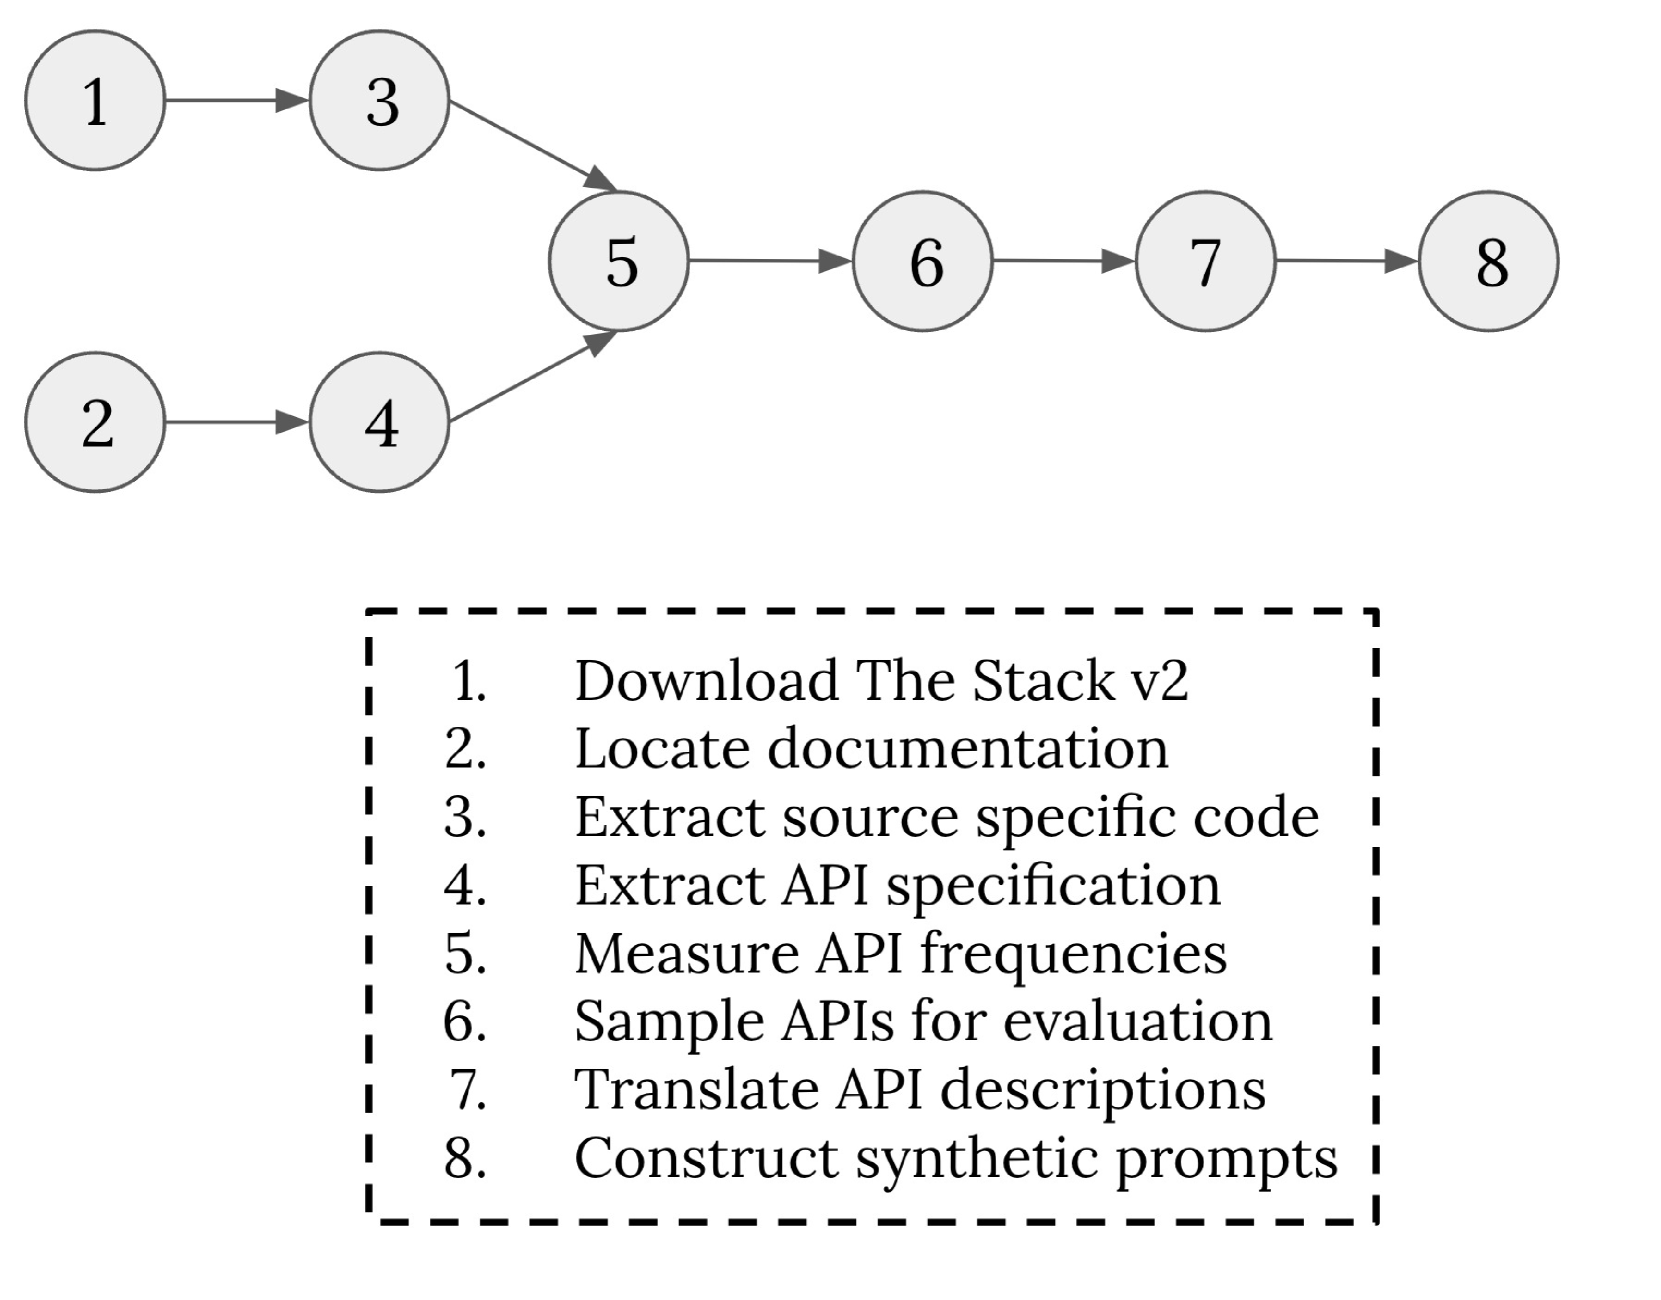 1
3
5
6
7
8
2
4
1. Download The Stack v2
2. Locate documentation
3. Extract source specific code
4. Extract API specification
5. Measure API frequencies
6. Sample APIs for evaluation
7. Translate API descriptions
8. Construct synthetic prompts